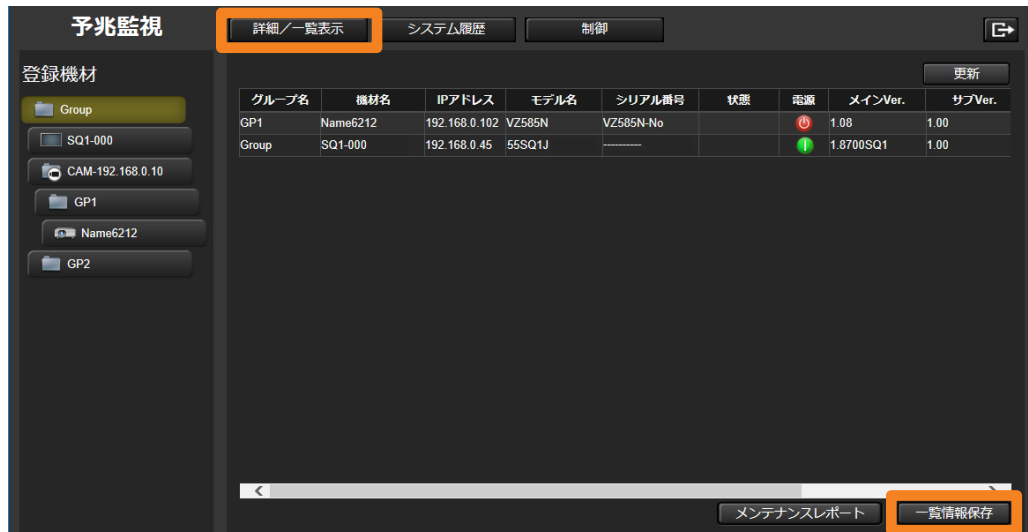 予兆監視
詳細／一覧表示 システム履歴 制御
登録機材
更新
Group
SQ1-000
CAM-192.168.0.10
GP1
Name6212
GP2
グループ名 機材名 IPアドレス モデル名 シリアル番号 状態 電源 メインVer. サブVer.
GP1 Name6212 192.168.0.102 VZ585N VZ585N-No 1.08 1.00
Group SQ1-000 192.168.0.45 55SQ1J ---------- 1.8700SQ1 1.00
メンテナンスレポート 一覧情報保存